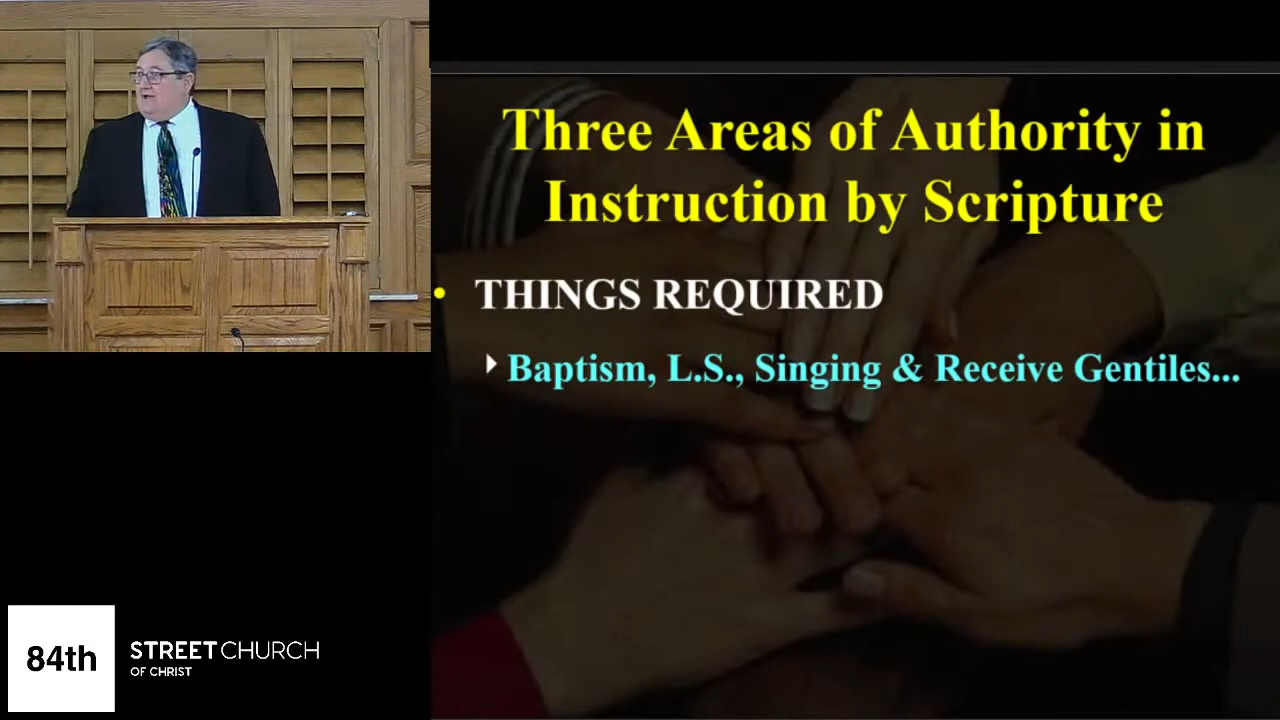 Three Areas of Authority in
Instruction by Scripture
• THINGS REQUIRED
Baptism, L.S., Singing & Receive Gentiles...
84th
STREET CHURCH
OF CHRIST